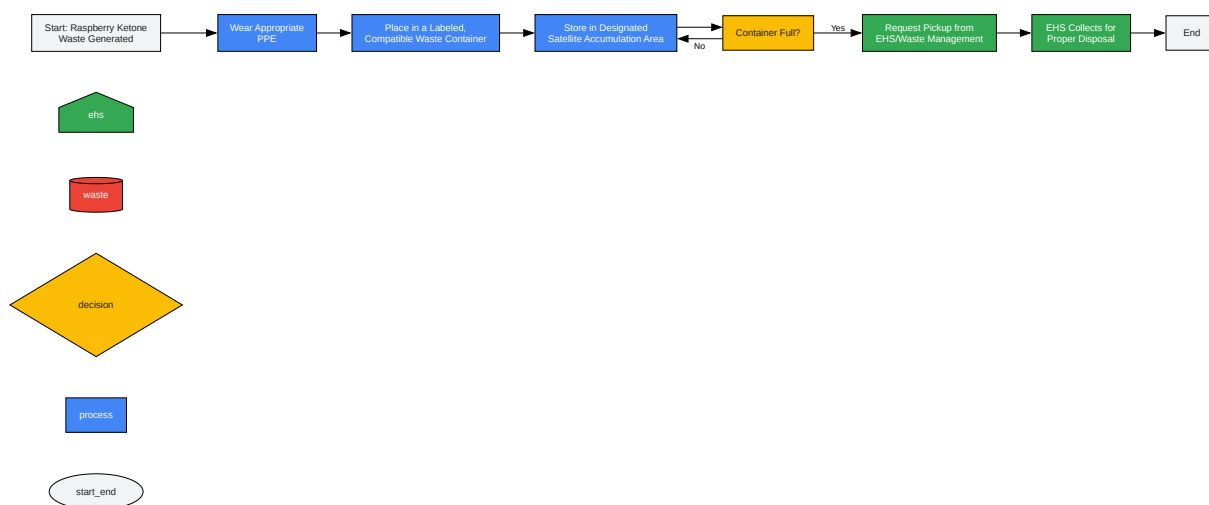 Start: Raspberry Ketone
Waste Generated
Wear Appropriate
PPE
Place in a Labeled,
Compatible Waste Container
Store in Designated
Satellite Accumulation Area
No
Container Full?
Yes
Request Pickup from
EHS/Waste Management
EHS Collects for
Proper Disposal
End
ehs
waste
decision
process
start_end